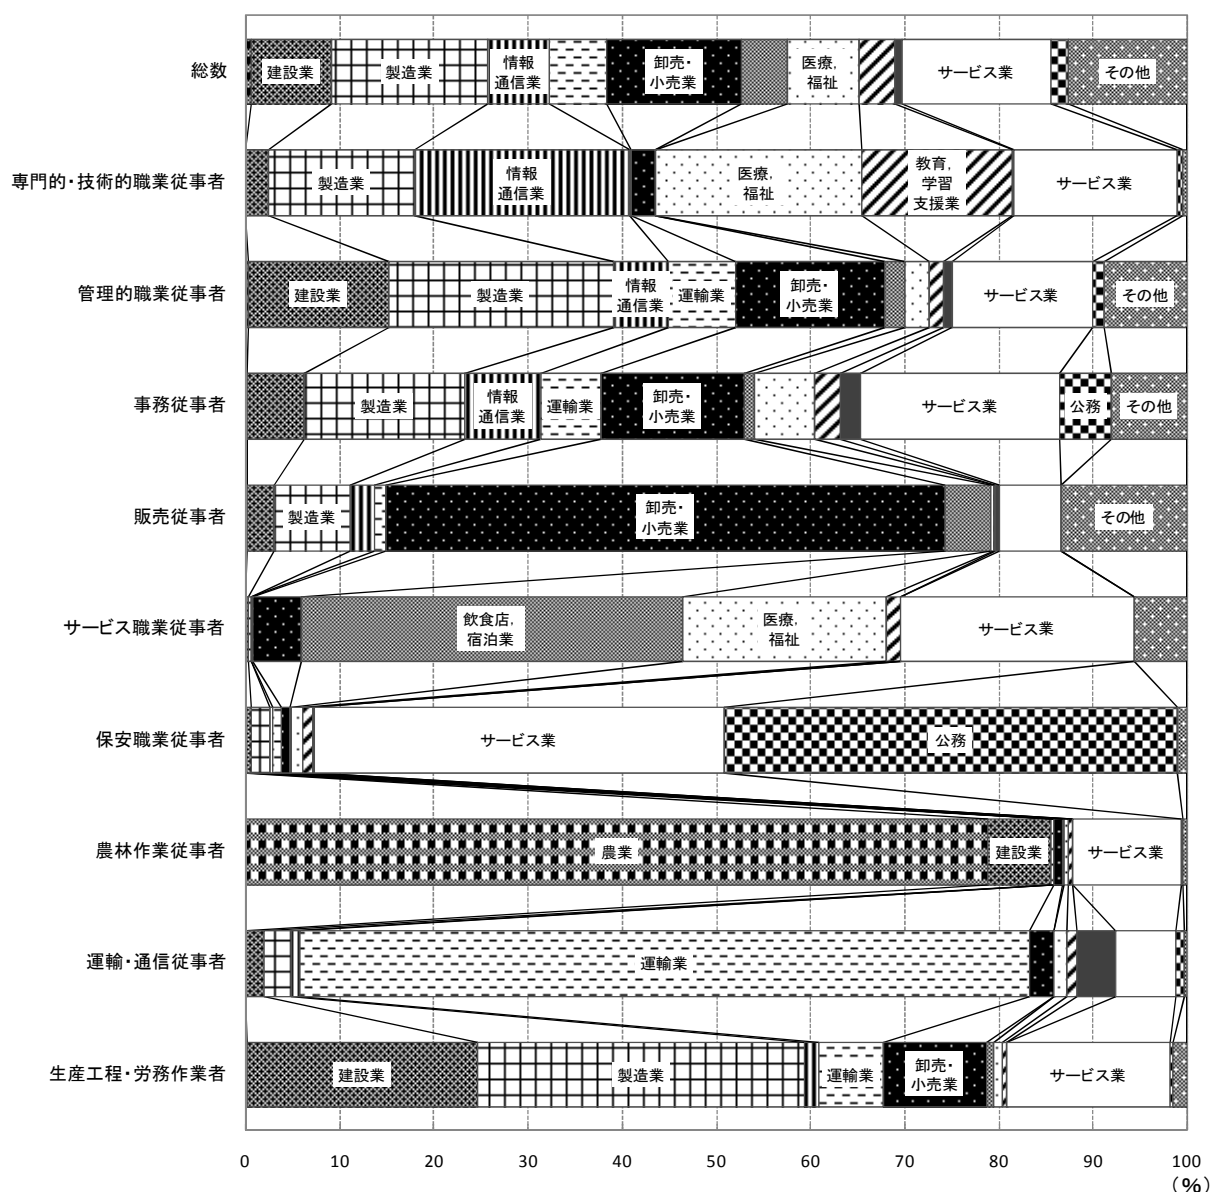 総数
建設業
製造業
情報
通信業
卸売・
小売業
医療,
福祉
サービス業
その他
専門的・技術的職業従事者
製造業
情報
通信業
医療,
福祉
教育,
学習
支援業
サービス業
管理的職業従事者
建設業
製造業
情報
通信業
運輸業
卸売・
小売業
サービス業
その他
事務従事者
製造業
情報
通信業
運輸業
卸売・
小売業
サービス業
公務
その他
販売従事者
製造業
卸売・
小売業
その他
サービス職業従事者
飲食店,
宿泊業
医療,
福祉
サービス業
保安職業従事者
サービス業
公務
農林作業従事者
農業
建設業
サービス業
運輸・通信従事者
運輸業
生産工程・労務作業者
建設業
製造業
運輸業
卸売・
小売業
サービス業
0 10 20 30 40 50 60 70 80 90 100
(%)